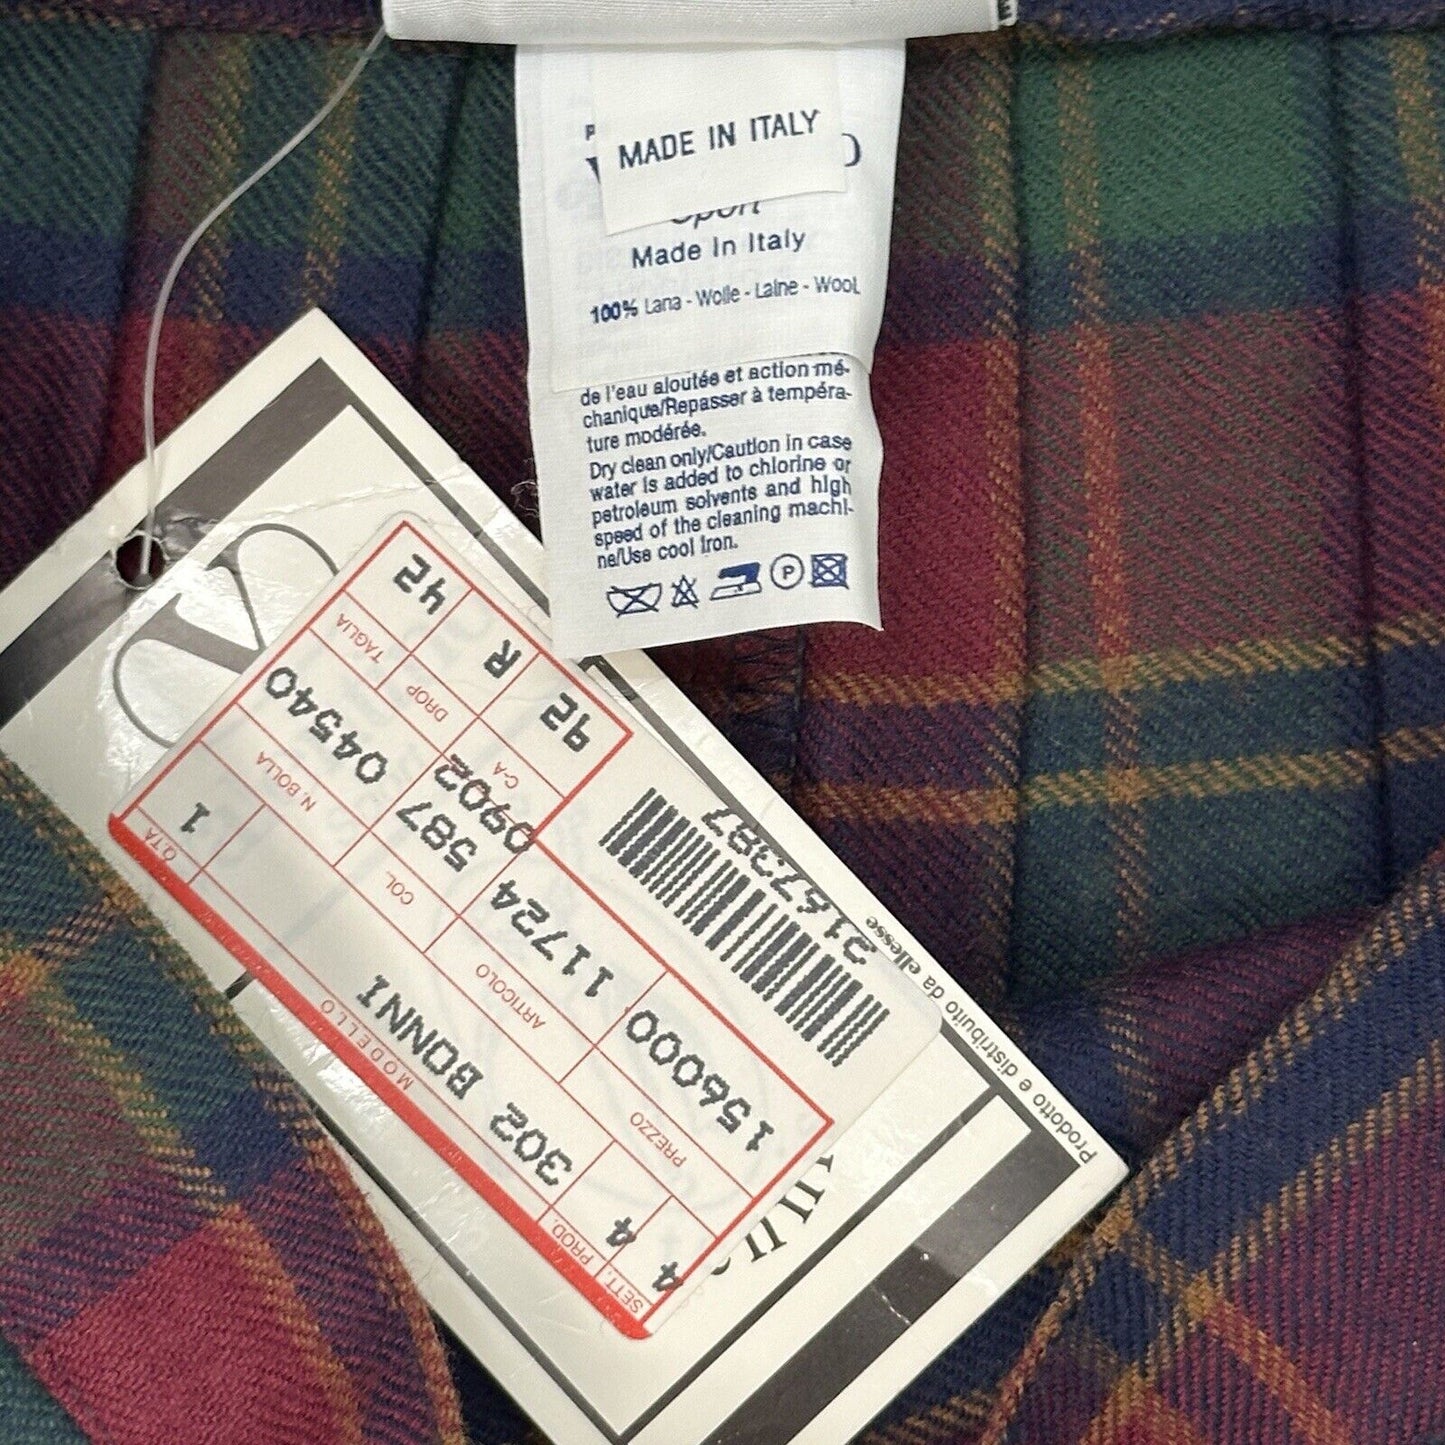 MADE IN ITALY
Sport
Made In Italy
100% Lana - Wolle - Laine - Wool
de l'eau aloutées et action mé-
chanique/Repasser à tempéra-
ture modérée.
Dry clean only/Caution in case
water is added to chlorine or
petroleum solvents and high
speed of the cleaning machi-
ne/Use cool iron.
P
SETT. PROD. MODELLO Q.TA
4 4 302 BONNI 1
PREZZO ARTICOLO COL. N. BOLLA
156000 11724 587 04540
0902
C-A DROP TAGLIA
92 R 42
2167387
Prodotto e distribuito da ellesse